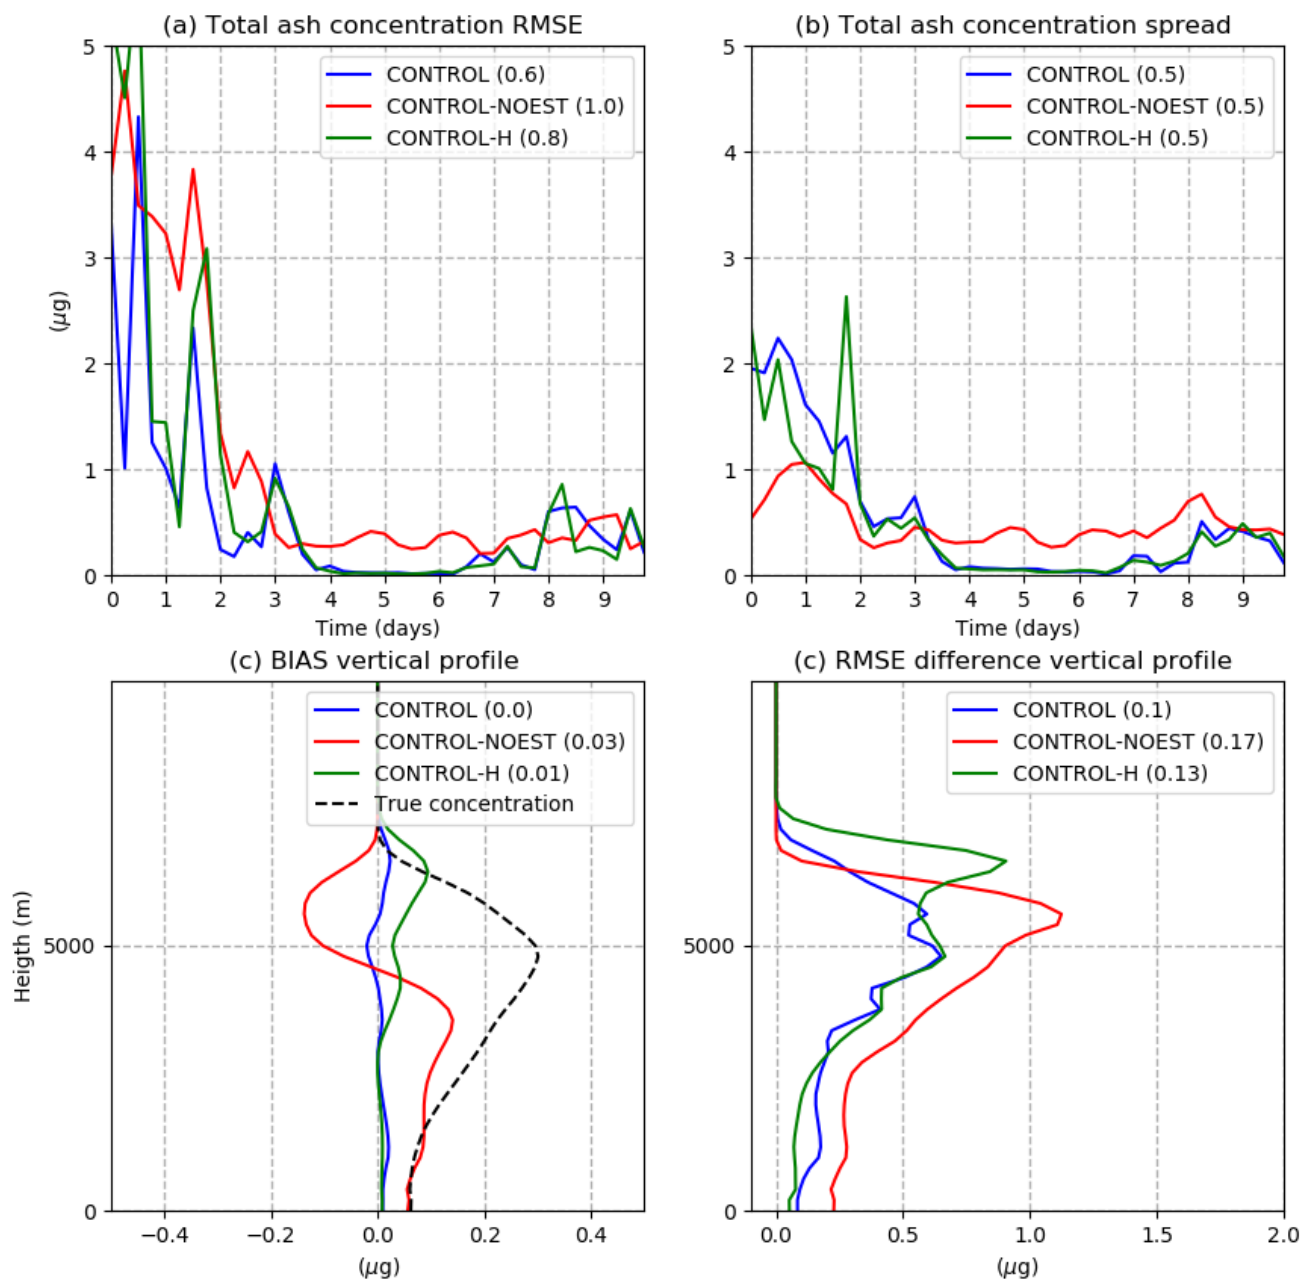 (a) Total ash concentration RMSE
5
4
3
2
1
0
(μg)
CONTROL (0.6)
CONTROL-NOEST (1.0)
CONTROL-H (0.8)
0 1 2 3 4 5 6 7 8 9
Time (days)
(b) Total ash concentration spread
5
4
3
2
1
0
CONTROL (0.5)
CONTROL-NOEST (0.5)
CONTROL-H (0.5)
0 1 2 3 4 5 6 7 8 9
Time (days)
(c) BIAS vertical profile
CONTROL (0.0)
CONTROL-NOEST (0.03)
CONTROL-H (0.01)
True concentration
Heigth (m)
5000
0
−0.4 −0.2 0.0 0.2 0.4
(μg)
(c) RMSE difference vertical profile
CONTROL (0.1)
CONTROL-NOEST (0.17)
CONTROL-H (0.13)
5000
0
0.0 0.5 1.0 1.5 2.0
(μg)